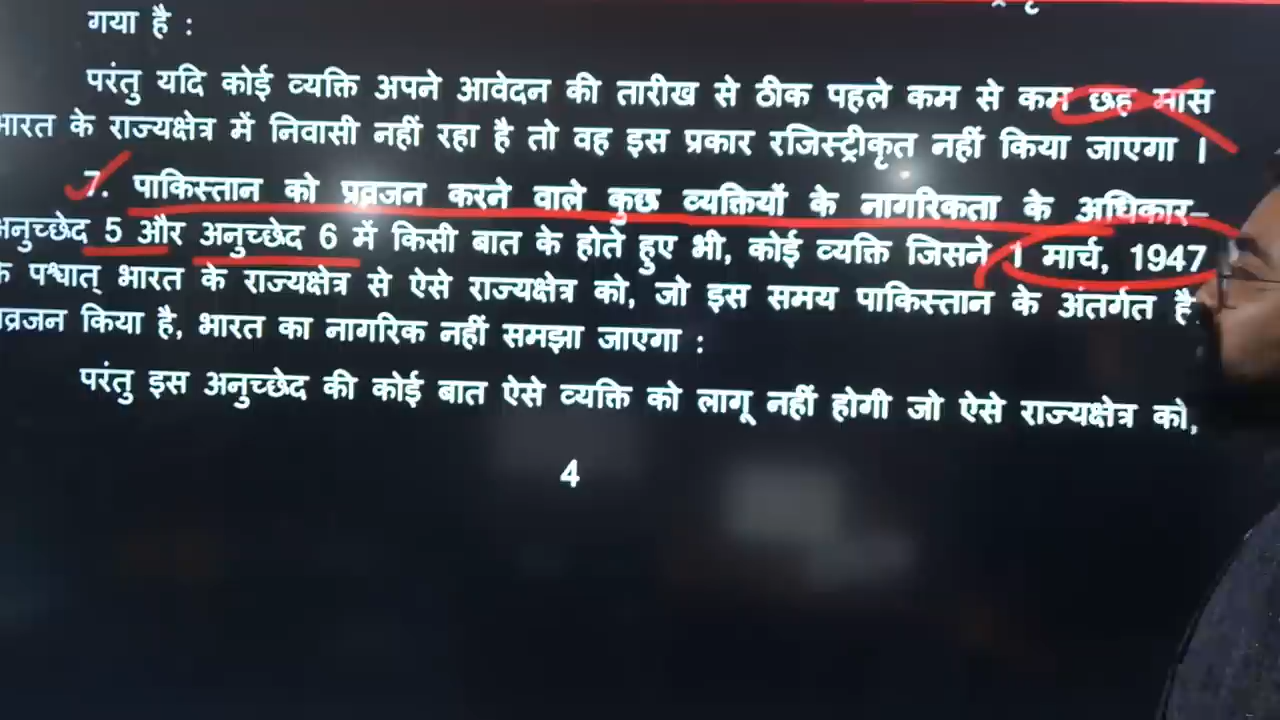 गया है :
परंतु यदि कोई व्यक्ति अपने आवेदन की तारीख से ठीक पहले कम से कम छह मास
भारत के राज्यक्षेत्र में निवासी नहीं रहा है तो वह इस प्रकार रजिस्ट्रीकृत नहीं किया जाएगा ।
7. पाकिस्तान को प्रव्रजन करने वाले कुछ व्यक्तियों के नागरिकता के अधिकार–
अनुच्छेद 5 और अनुच्छेद 6 में किसी बात के होते हुए भी, कोई व्यक्ति जिसने 1 मार्च, 1947
के पश्चात् भारत के राज्यक्षेत्र से ऐसे राज्यक्षेत्र को, जो इस समय पाकिस्तान के अंतर्गत है,
प्रव्रजन किया है, भारत का नागरिक नहीं समझा जाएगा :
परंतु इस अनुच्छेद की कोई बात ऐसे व्यक्ति को लागू नहीं होगी जो ऐसे राज्यक्षेत्र को,
4